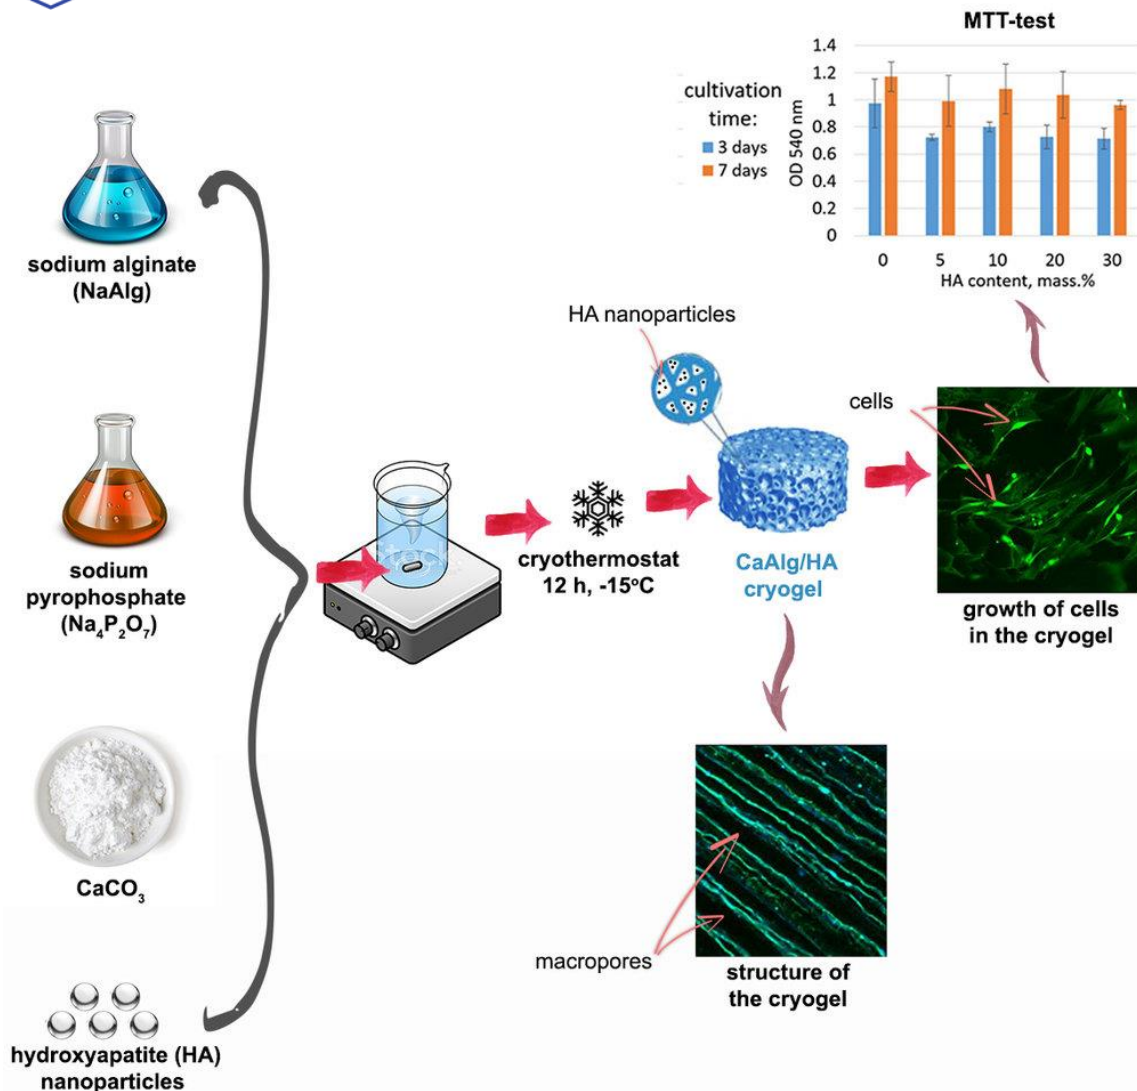 MTT-test
1.4
1.2
1
0.8
0.6
0.4
0.2
0
OD 540 nm
cultivation
time:
3 days
7 days
0 5 10 20 30
HA content, mass.%
sodium alginate
(NaAlg)
sodium
pyrophosphate
(Na₄P₂O₇)
CaCO₃
hydroxyapatite (HA)
nanoparticles
cryothermostat
12 h, -15°C
HA nanoparticles
CaAlg/HA
cryogel
cells
growth of cells
in the cryogel
macropores
structure of
the cryogel